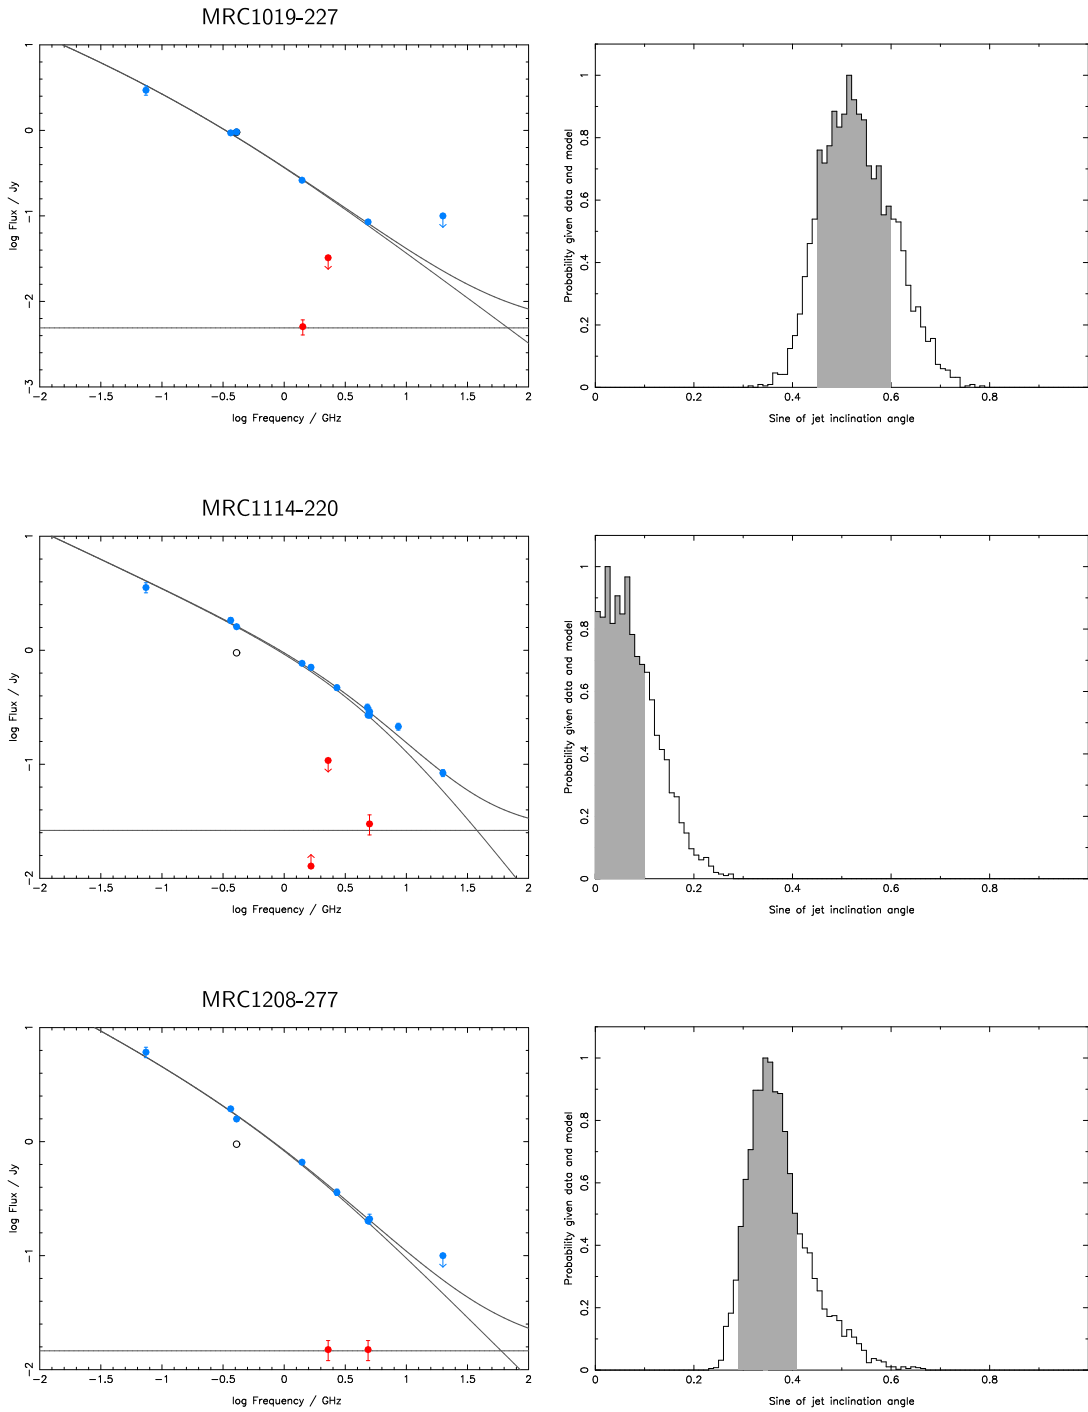 MRC1019-227
1
0
−1
−2
−3
log Flux / Jy
−2 −1.5 −1 −0.5 0 0.5 1 1.5 2
log Frequency / GHz
1
0.8
0.6
0.4
0.2
0
Probability given data and model
0 0.2 0.4 0.6 0.8
Sine of jet inclination angle
MRC1114-220
1
0
−1
−2
log Flux / Jy
−2 −1.5 −1 −0.5 0 0.5 1 1.5 2
log Frequency / GHz
1
0.8
0.6
0.4
0.2
0
Probability given data and model
0 0.2 0.4 0.6 0.8
Sine of jet inclination angle
MRC1208-277
1
0
−1
−2
log Flux / Jy
−2 −1.5 −1 −0.5 0 0.5 1 1.5 2
log Frequency / GHz
1
0.8
0.6
0.4
0.2
0
Probability given data and model
0 0.2 0.4 0.6 0.8
Sine of jet inclination angle